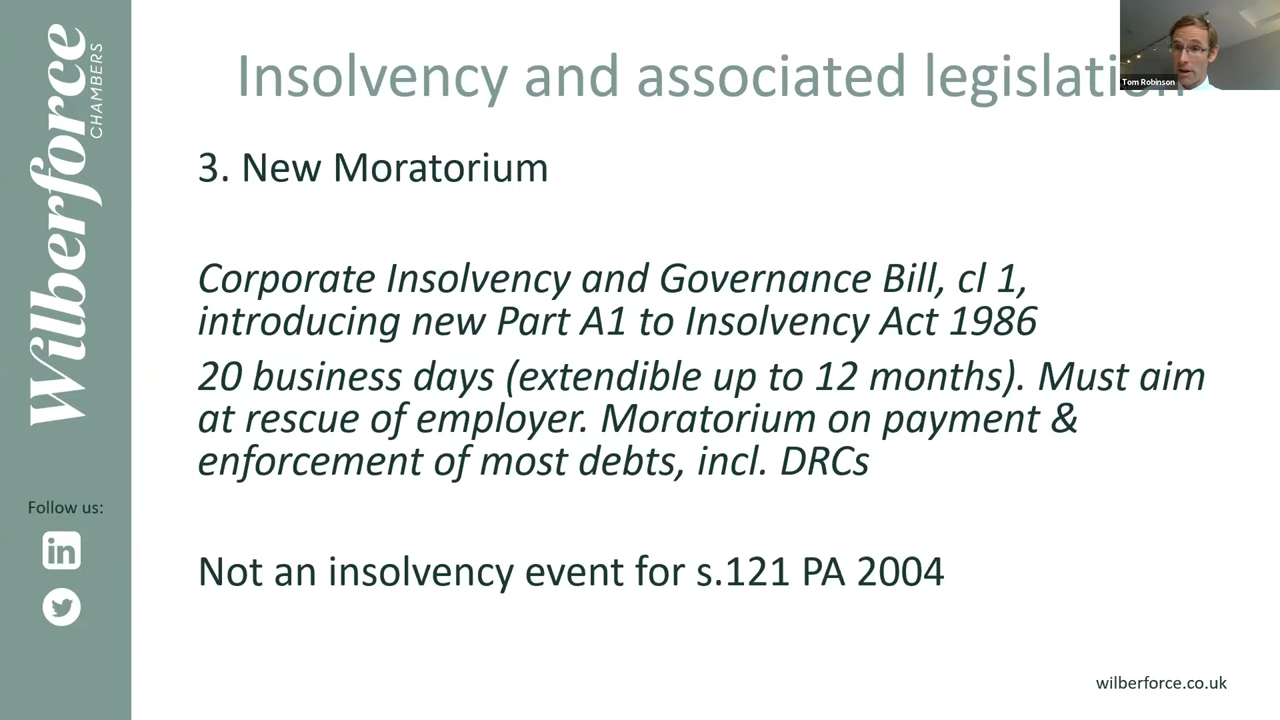 Wilberforce
CHAMBERS
Insolvency and associated legislation
Tom Robinson
3. New Moratorium
Corporate Insolvency and Governance Bill, cl 1,
introducing new Part A1 to Insolvency Act 1986
20 business days (extendible up to 12 months). Must aim
at rescue of employer. Moratorium on payment &
enforcement of most debts, incl. DRCs
Not an insolvency event for s.121 PA 2004
Follow us:
in
wilberforce.co.uk